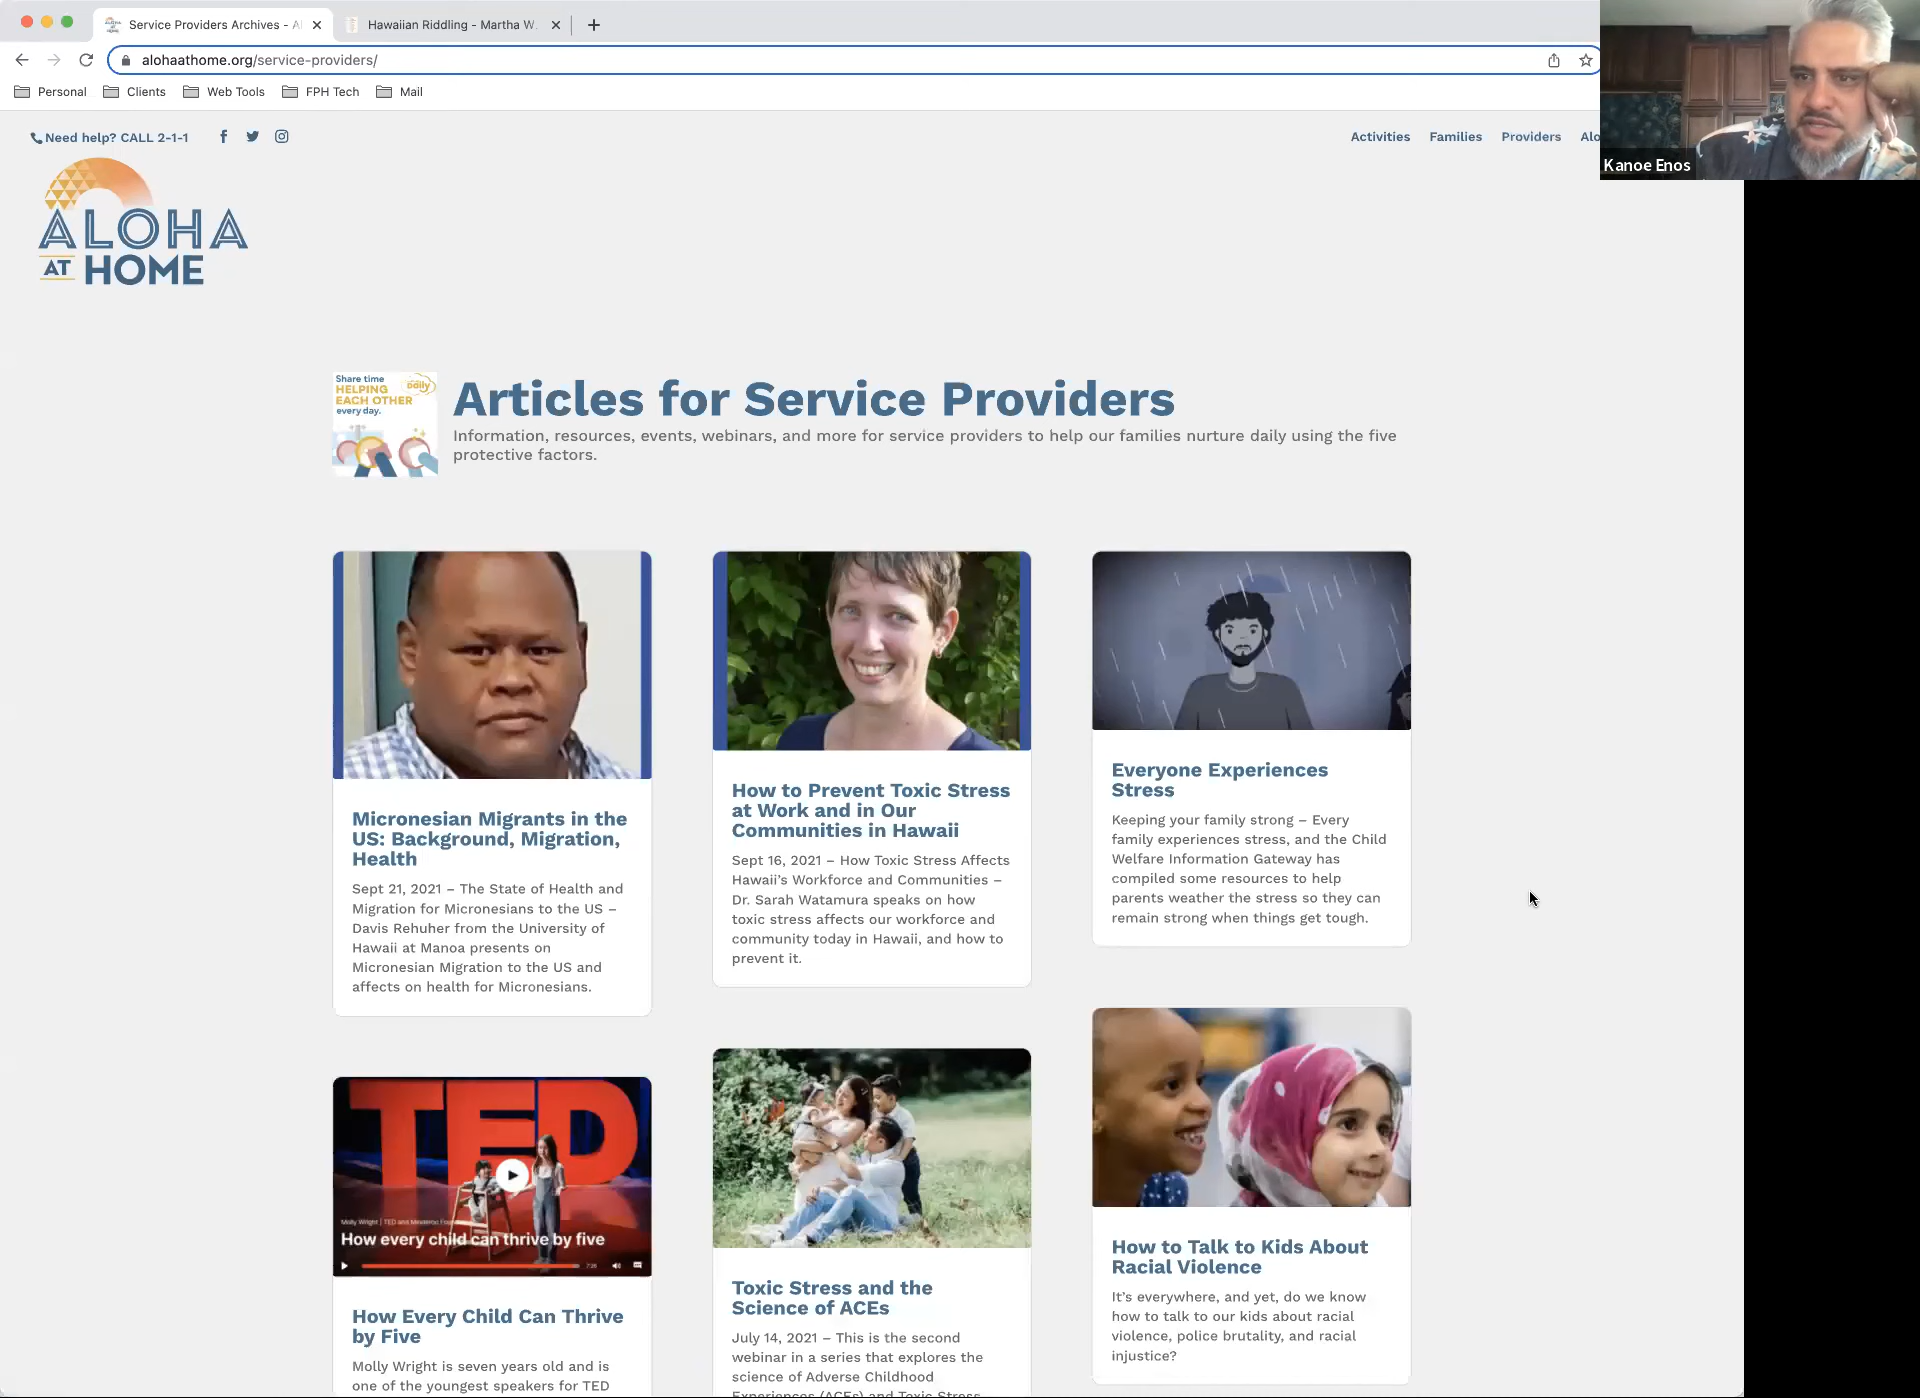 Service Providers Archives - A
Hawaiian Riddling - Martha W
alohaathome.org/service-providers/
Personal
Clients
Web Tools
FPH Tech
Mail
Need help? CALL 2-1-1
Activities
Families
Providers
Alo
Kanoe Enos
ALOHA
AT HOME
Share time
HELPING
EACH OTHER
every day.
Daily
Articles for Service Providers
Information, resources, events, webinars, and more for service providers to help our families nurture daily using the five
protective factors.
Micronesian Migrants in the
US: Background, Migration,
Health
Sept 21, 2021 – The State of Health and
Migration for Micronesians to the US –
Davis Rehuher from the University of
Hawaii at Manoa presents on
Micronesian Migration to the US and
affects on health for Micronesians.
How to Prevent Toxic Stress
at Work and in Our
Communities in Hawaii
Sept 16, 2021 – How Toxic Stress Affects
Hawaii’s Workforce and Communities –
Dr. Sarah Watamura speaks on how
toxic stress affects our workforce and
community today in Hawaii, and how to
prevent it.
Everyone Experiences
Stress
Keeping your family strong – Every
family experiences stress, and the Child
Welfare Information Gateway has
compiled some resources to help
parents weather the stress so they can
remain strong when things get tough.
TED
Molly Wright | TED and Minderoo
How every child can thrive by five
7:28
How Every Child Can Thrive
by Five
Molly Wright is seven years old and is
one of the youngest speakers for TED
Toxic Stress and the
Science of ACEs
July 14, 2021 – This is the second
webinar in a series that explores the
science of Adverse Childhood
Experiences (ACEs) and Toxic Stress
How to Talk to Kids About
Racial Violence
It’s everywhere, and yet, do we know
how to talk to our kids about racial
violence, police brutality, and racial
injustice?